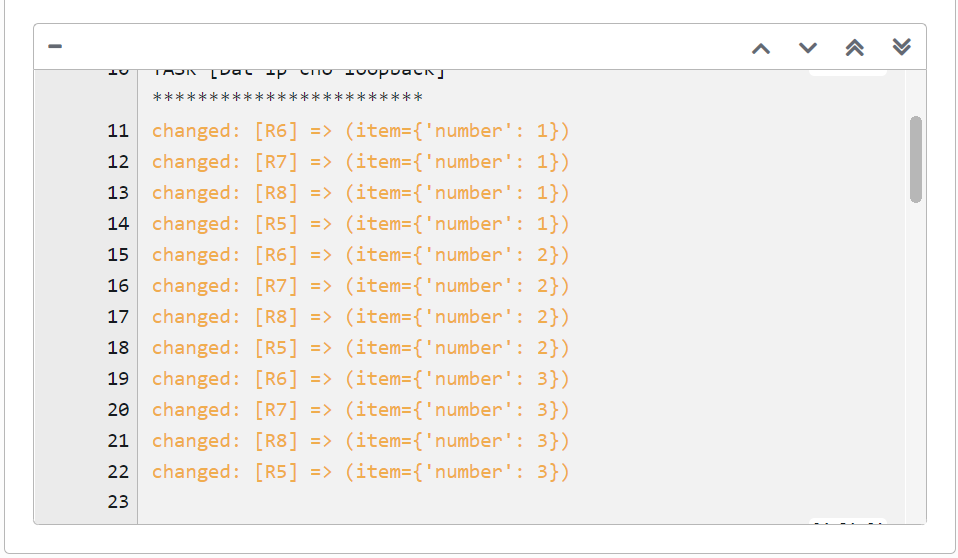 10 TASK [Dat ip cho loopback]
************************
11 changed: [R6] => (item={'number': 1})
12 changed: [R7] => (item={'number': 1})
13 changed: [R8] => (item={'number': 1})
14 changed: [R5] => (item={'number': 1})
15 changed: [R6] => (item={'number': 2})
16 changed: [R7] => (item={'number': 2})
17 changed: [R8] => (item={'number': 2})
18 changed: [R5] => (item={'number': 2})
19 changed: [R6] => (item={'number': 3})
20 changed: [R7] => (item={'number': 3})
21 changed: [R8] => (item={'number': 3})
22 changed: [R5] => (item={'number': 3})
23